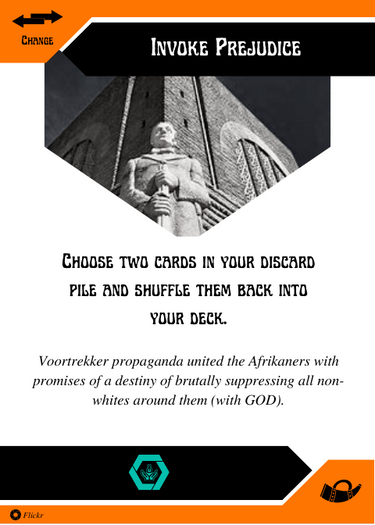 Change
Invoke Prejudice
Choose two cards in your discard
pile and shuffle them back into
your deck.
Voortrekker propaganda united the Afrikaners with
promises of a destiny of brutally suppressing all non-
whites around them (with GOD).
Flickr